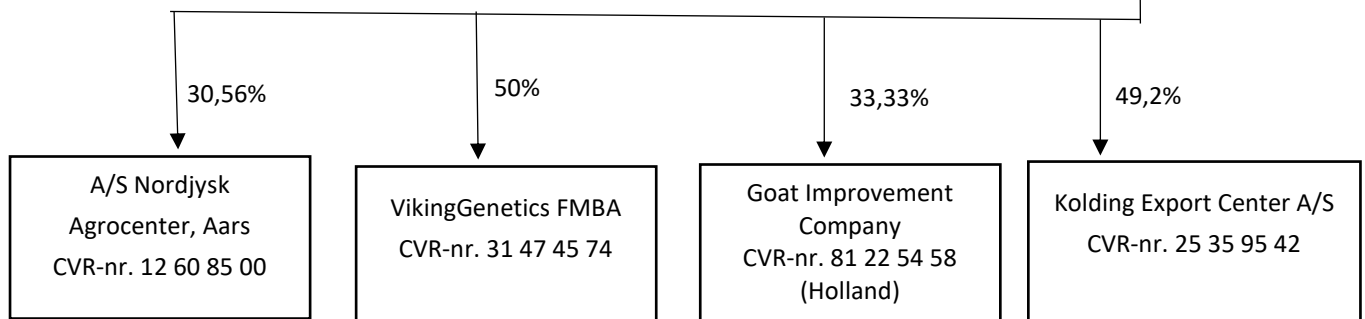 30,56%
50%
33,33%
49,2%
A/S Nordjysk
Agrocenter, Aars
CVR-nr. 12 60 85 00
VikingGenetics FMBA
CVR-nr. 31 47 45 74
Goat Improvement
Company
CVR-nr. 81 22 54 58
(Holland)
Kolding Export Center A/S
CVR-nr. 25 35 95 42